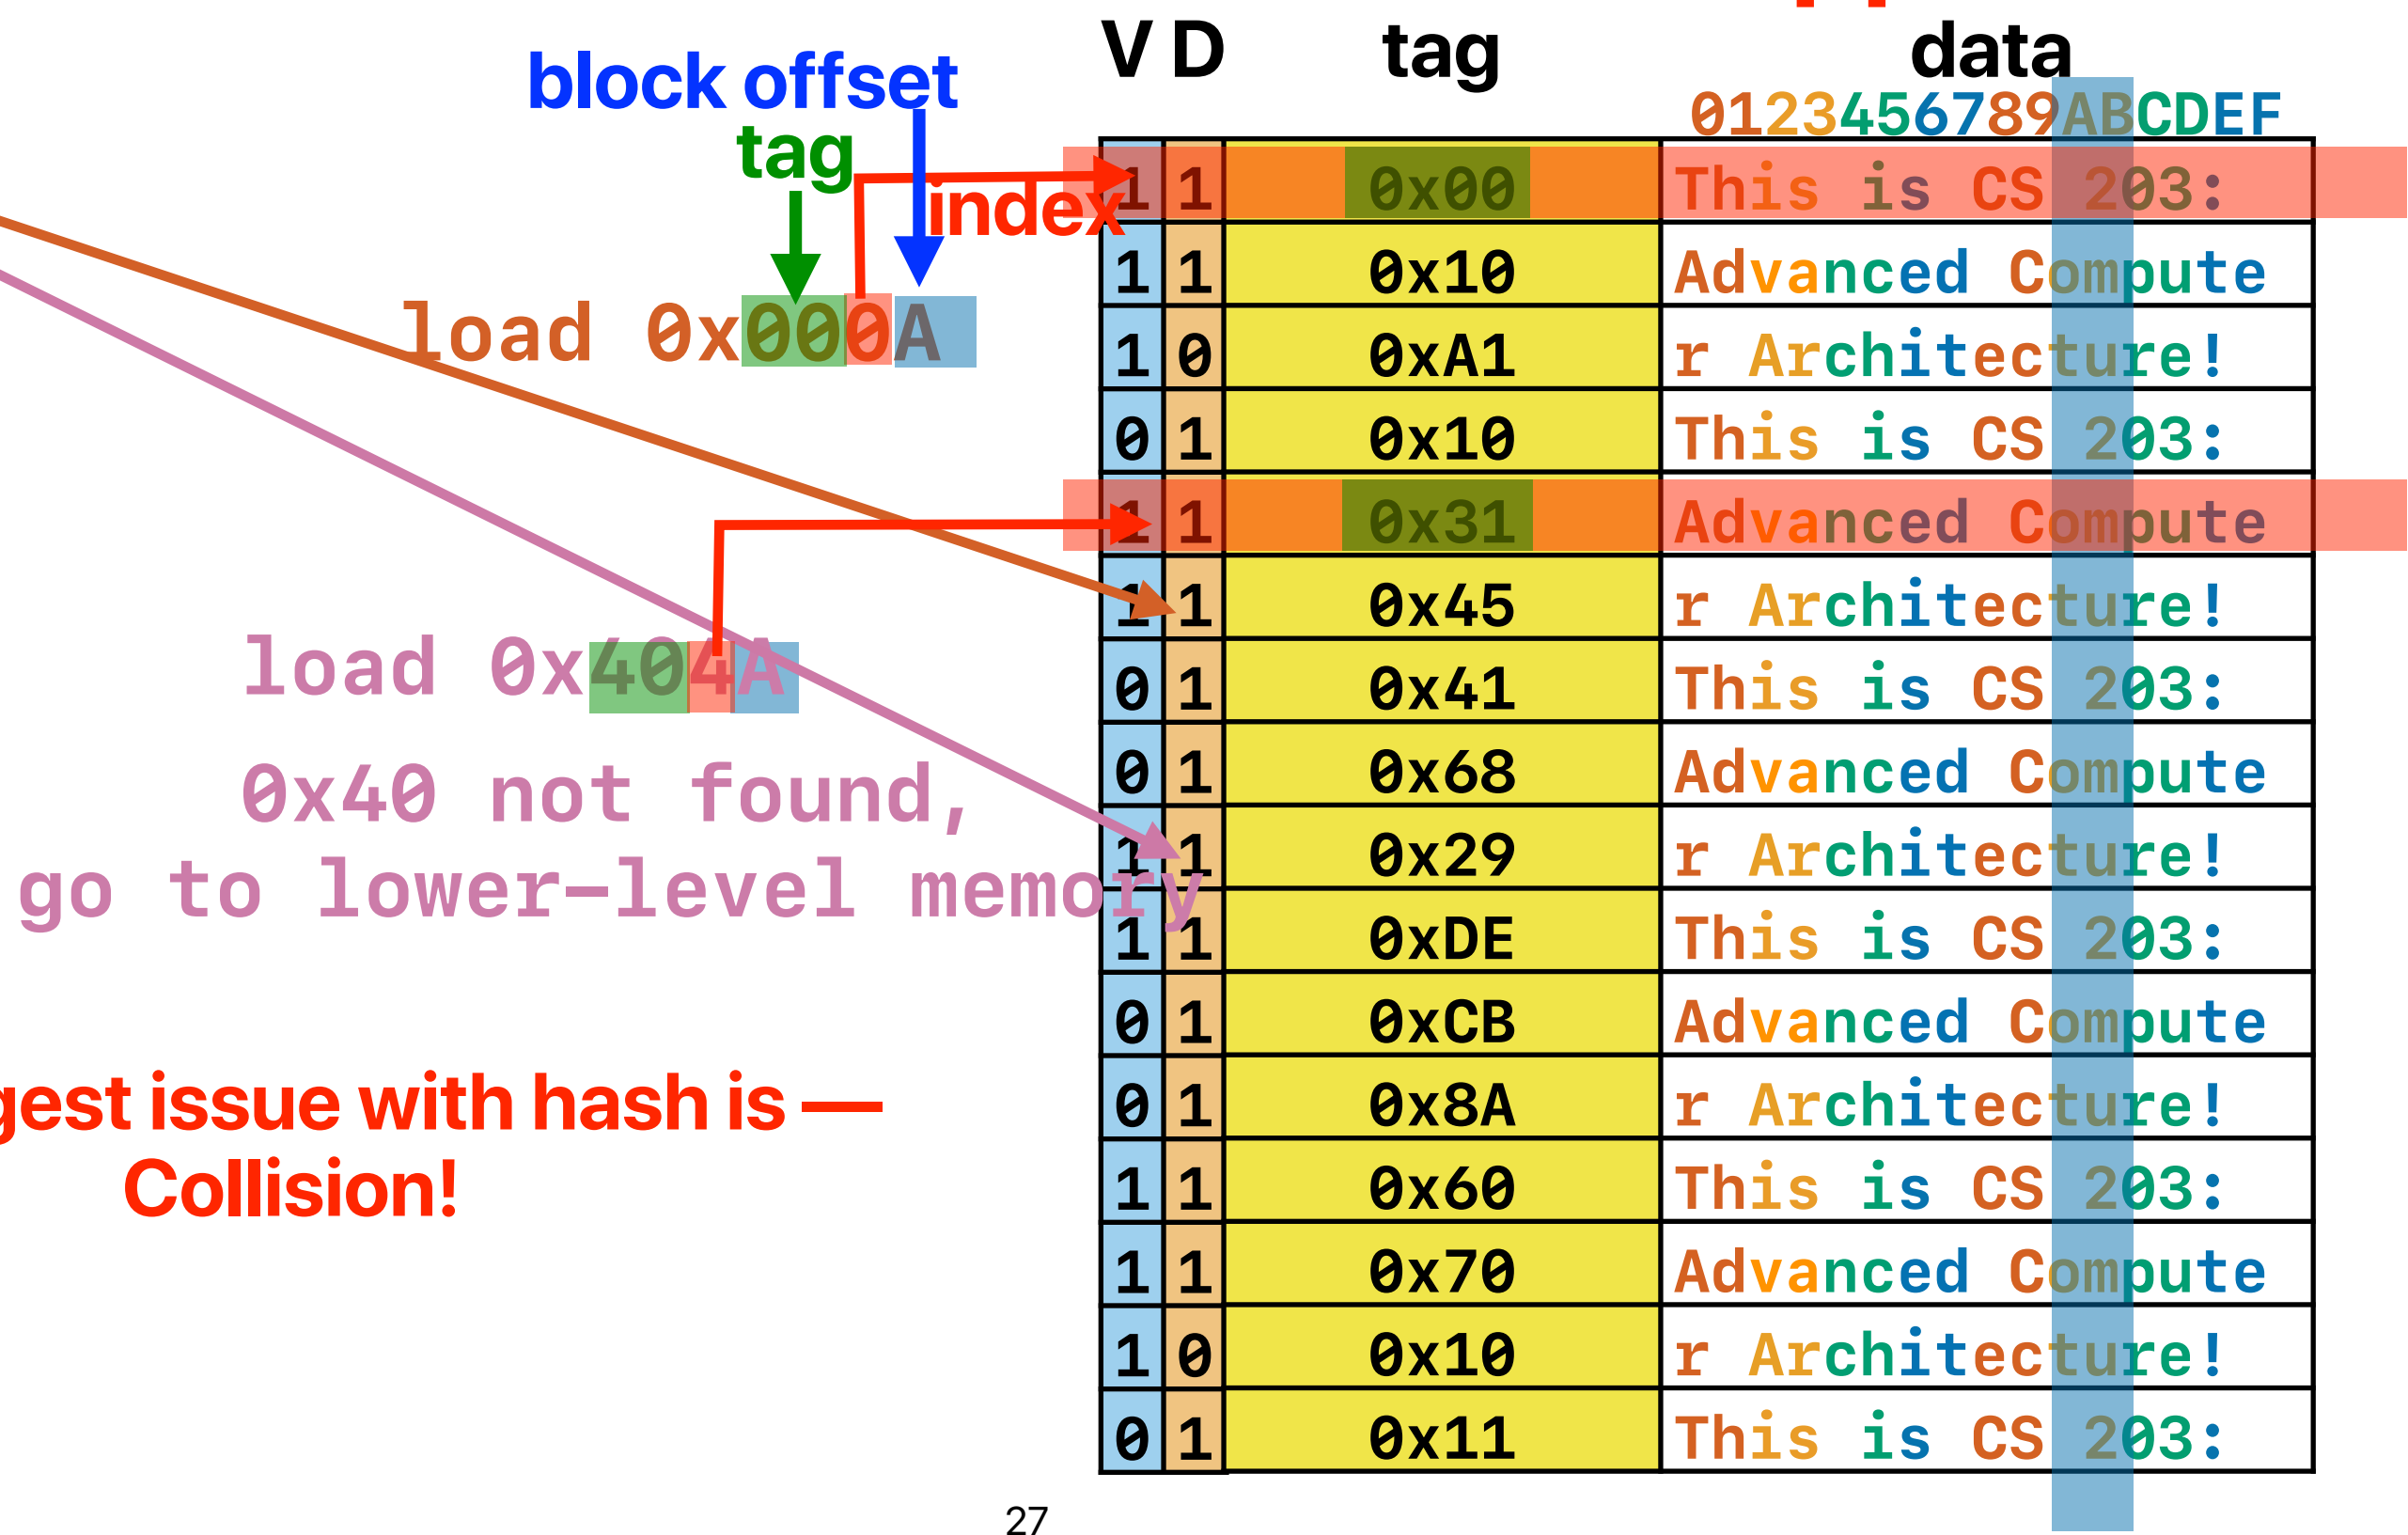 V D tag data
block offset
0123456789ABCDEF
tag
index
load 0x000A
load 0x404A
0x40 not found,
go to lower-level memory
gest issue with hash is —
Collision!
1 1 0x00 This is CS 203:
1 1 0x10 Advanced Compute
1 0 0xA1 r Architecture!
0 1 0x10 This is CS 203:
1 1 0x31 Advanced Compute
1 1 0x45 r Architecture!
0 1 0x41 This is CS 203:
0 1 0x68 Advanced Compute
1 1 0x29 r Architecture!
1 1 0xDE This is CS 203:
0 1 0xCB Advanced Compute
0 1 0x8A r Architecture!
1 1 0x60 This is CS 203:
1 1 0x70 Advanced Compute
1 0 0x10 r Architecture!
0 1 0x11 This is CS 203:
27